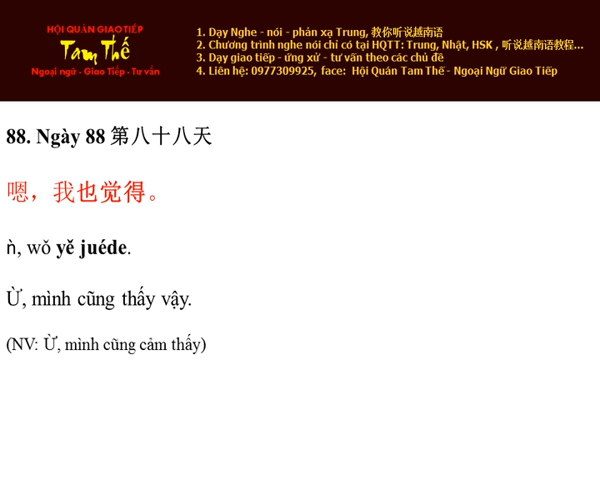 HỘI QUÁN GIAO TIẾP
Tam Thế
Ngoại ngữ - Giao Tiếp - Tư vấn
1. Dạy Nghe - nói - phản xạ Trung, 教你听说越南语
2. Chương trình nghe nói chỉ có tại HQTT: Trung, Nhật, HSK , 听说越南语教程...
3. Dạy giao tiếp - ứng xử - tư vấn theo các chủ đề
4. Liên hệ: 0977309925, face: Hội Quán Tam Thế - Ngoại Ngữ Giao Tiếp
88. Ngày 88 第八十八天
嗯，我也觉得。
ǹ, wǒ yě juéde.
Ừ, mình cũng thấy vậy.
(NV: Ừ, mình cũng cảm thấy)